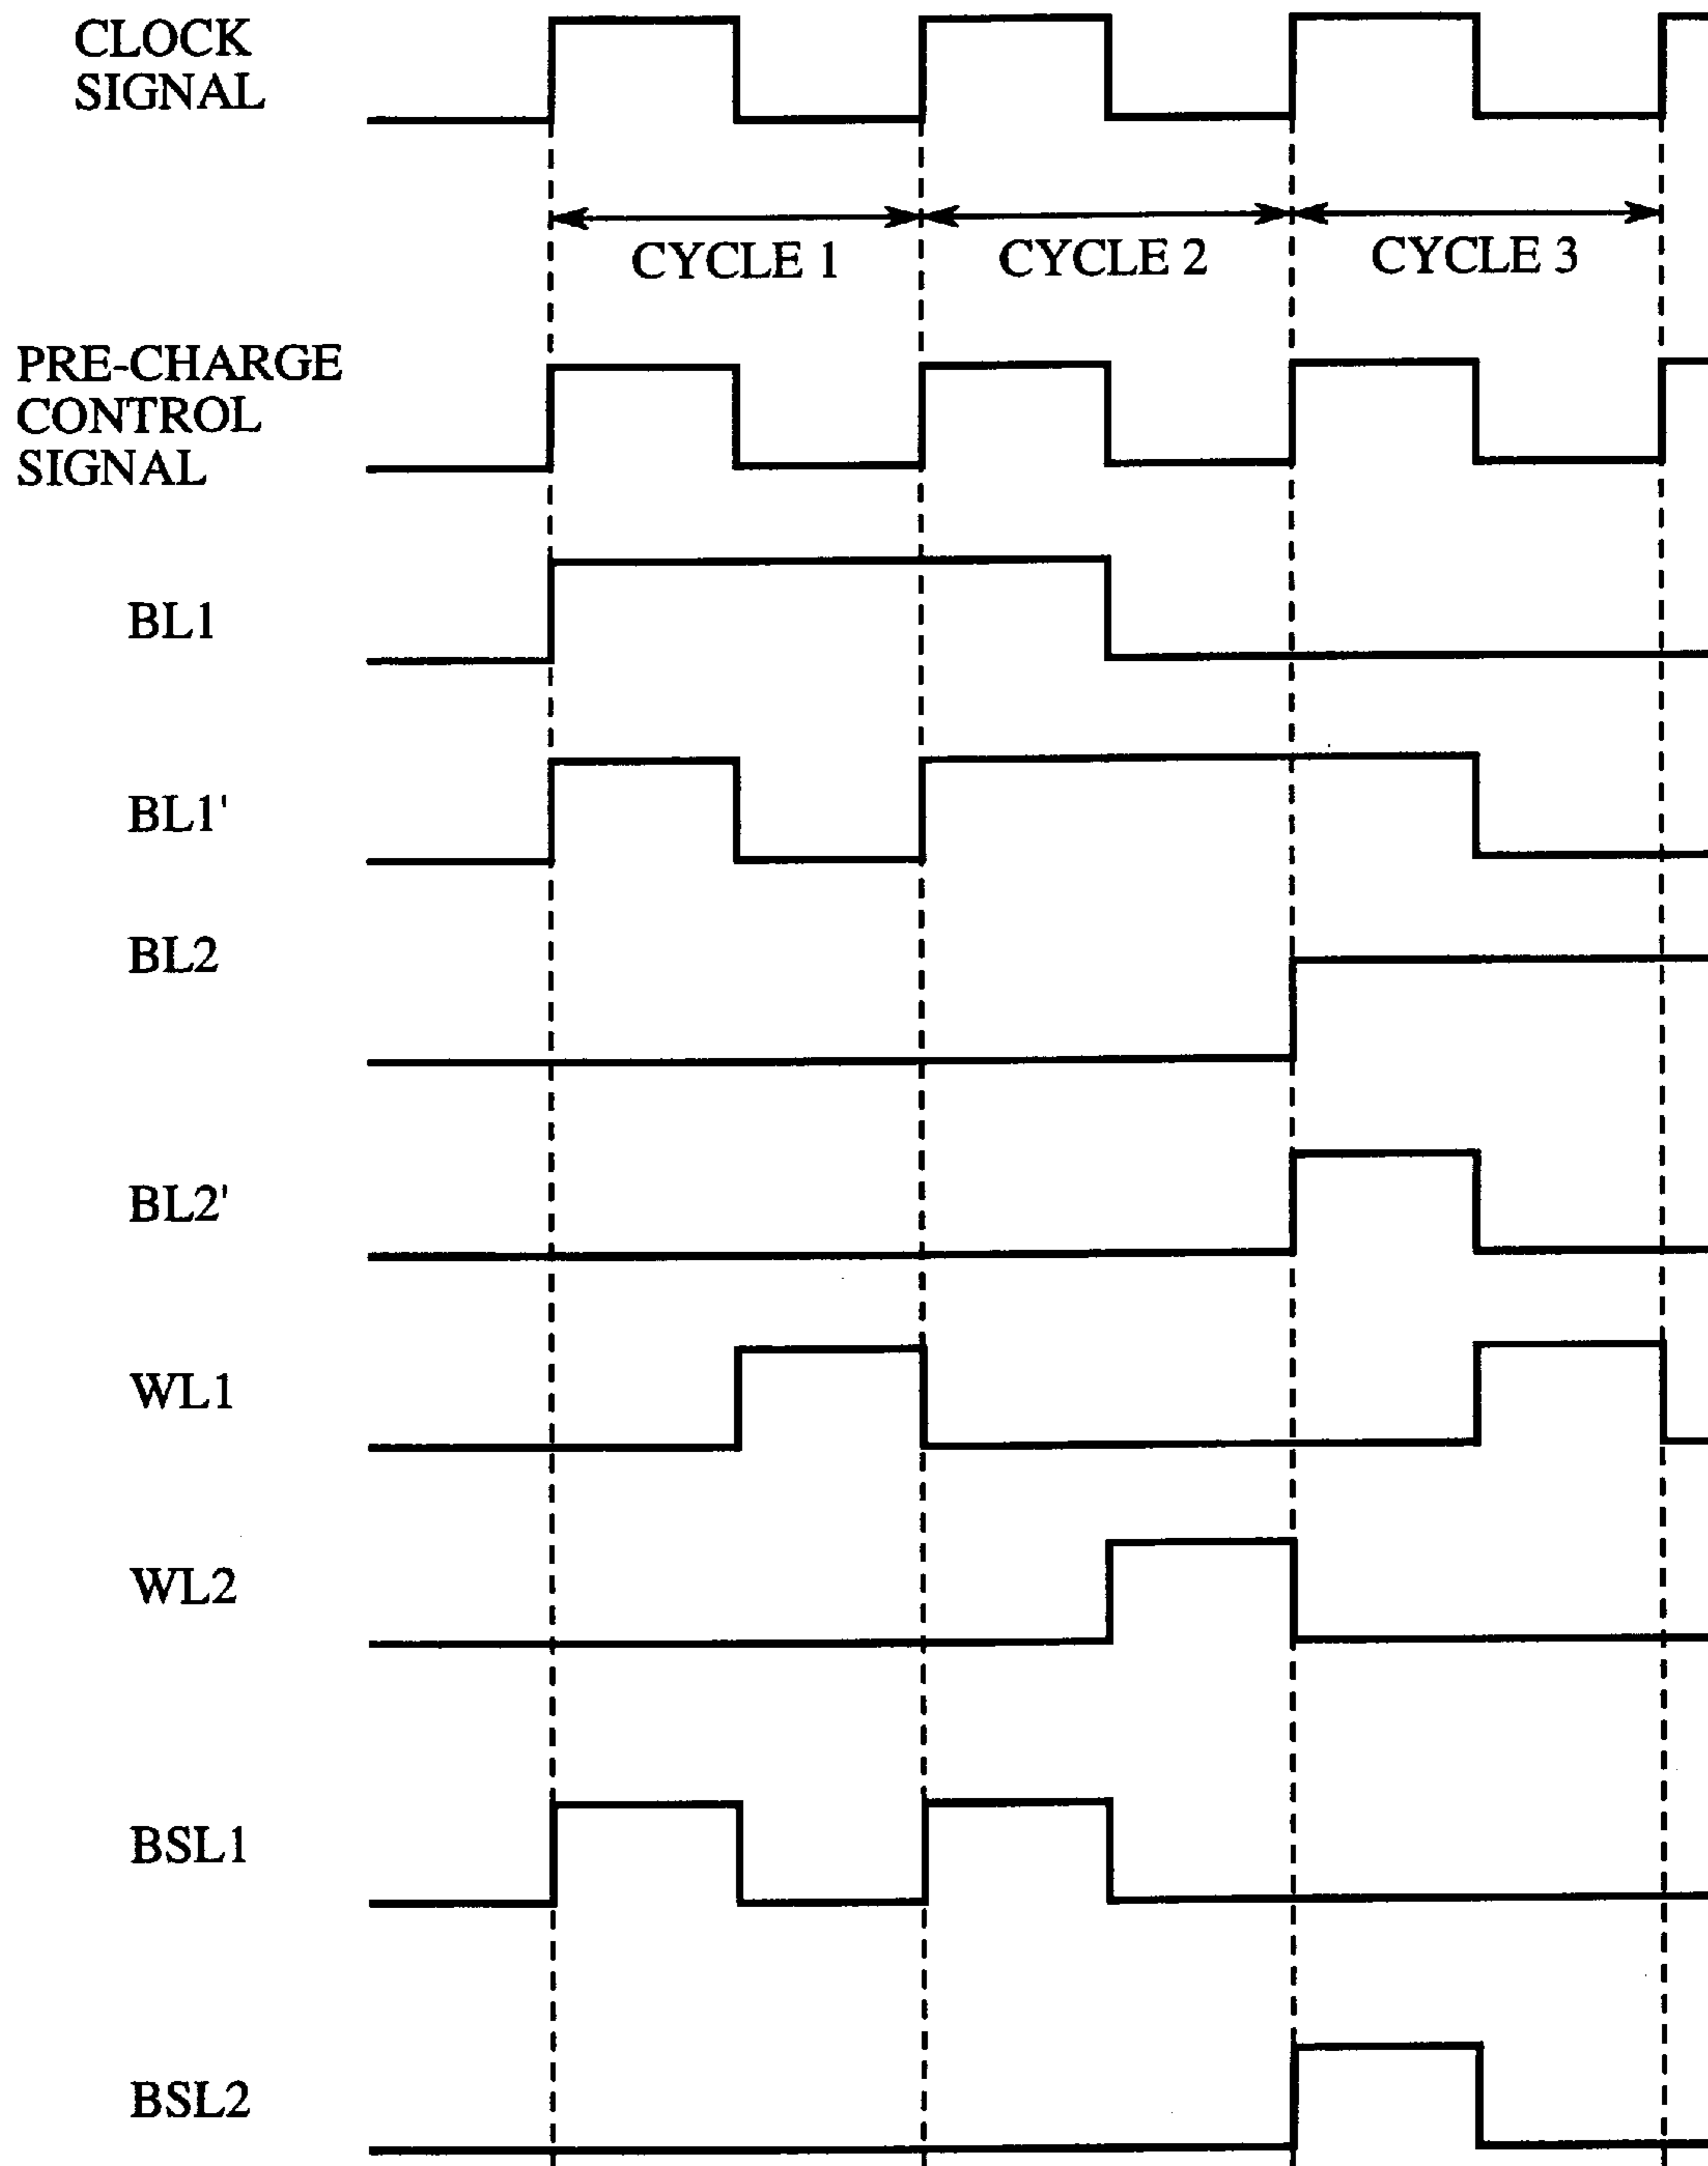 CLOCK
SIGNAL
CYCLE 1
CYCLE 2
CYCLE 3
PRE-CHARGE
CONTROL
SIGNAL
BL1
BL1'
BL2
BL2'
WL1
WL2
BSL1
BSL2